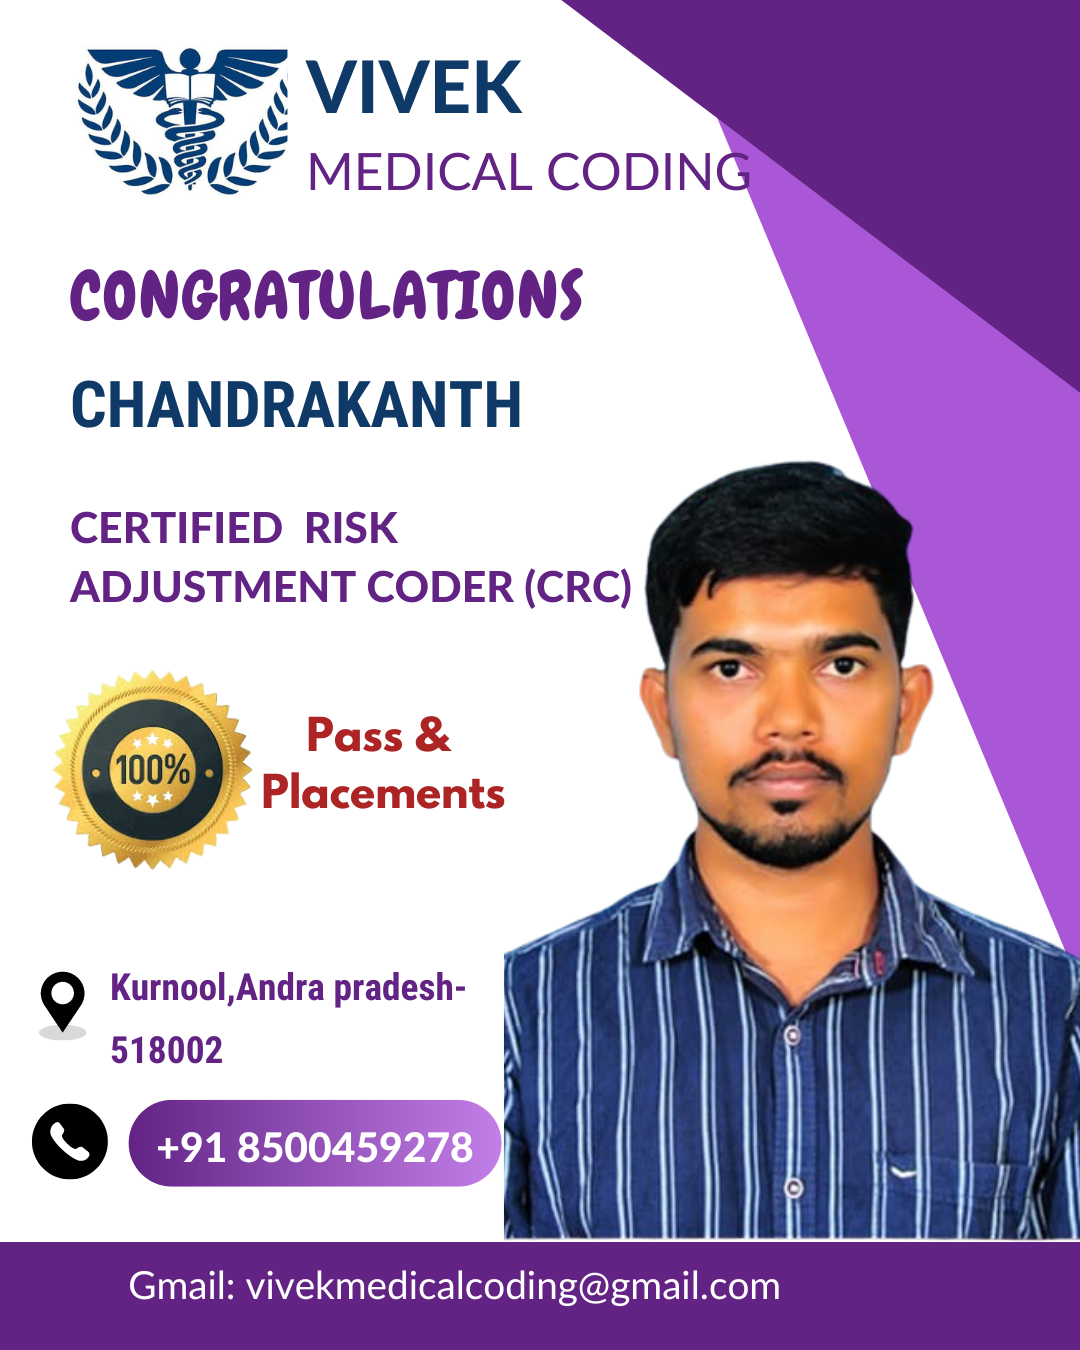 VIVEK
MEDICAL CODING
CONGRATULATIONS
CHANDRAKANTH
CERTIFIED RISK
ADJUSTMENT CODER (CRC)
100%
Pass &
Placements
Kurnool,Andra pradesh-
518002
+91 8500459278
Gmail: vivekmedicalcoding@gmail.com